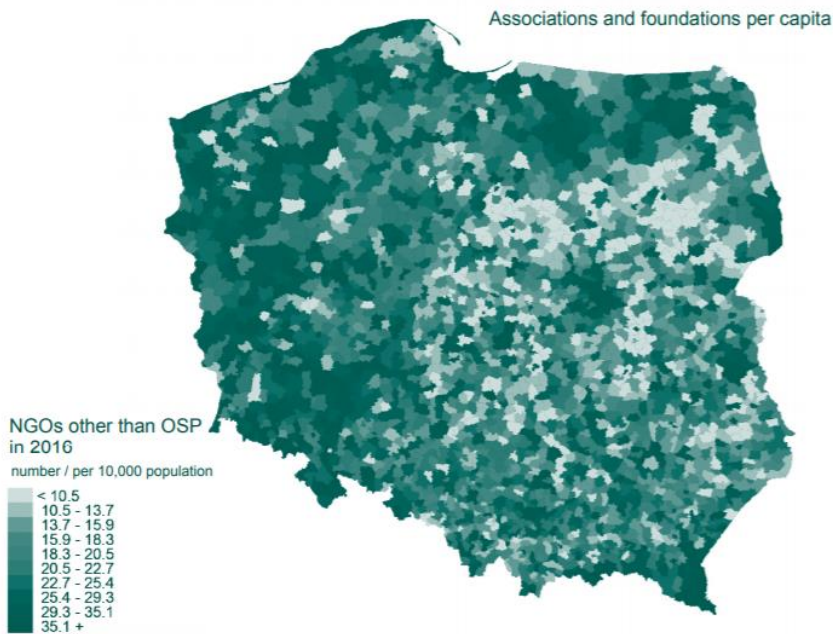 Associations and foundations per capita
NGOs other than OSP
in 2016
number / per 10,000 population
< 10.5
10.5 - 13.7
13.7 - 15.9
15.9 - 18.3
18.3 - 20.5
20.5 - 22.7
22.7 - 25.4
25.4 - 29.3
29.3 - 35.1
35.1 +